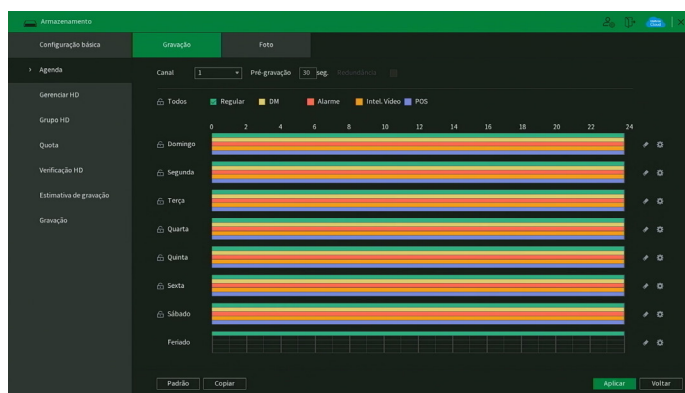 Armazenamento
Configuração básica
Gravação
Foto
Agenda
Canal 1 Pré-gravação 30 seg. Redundância
Gerenciar HD
Todos Regular DM Alarme Intel. Vídeo POS
Grupo HD
0 2 4 6 8 10 12 14 16 18 20 22 24
Quota
Domingo
Verificação HD
Segunda
Estimativa de gravação
Terça
Gravação
Quarta
Quinta
Sexta
Sábado
Feriado
Padrão Copiar Aplicar Voltar